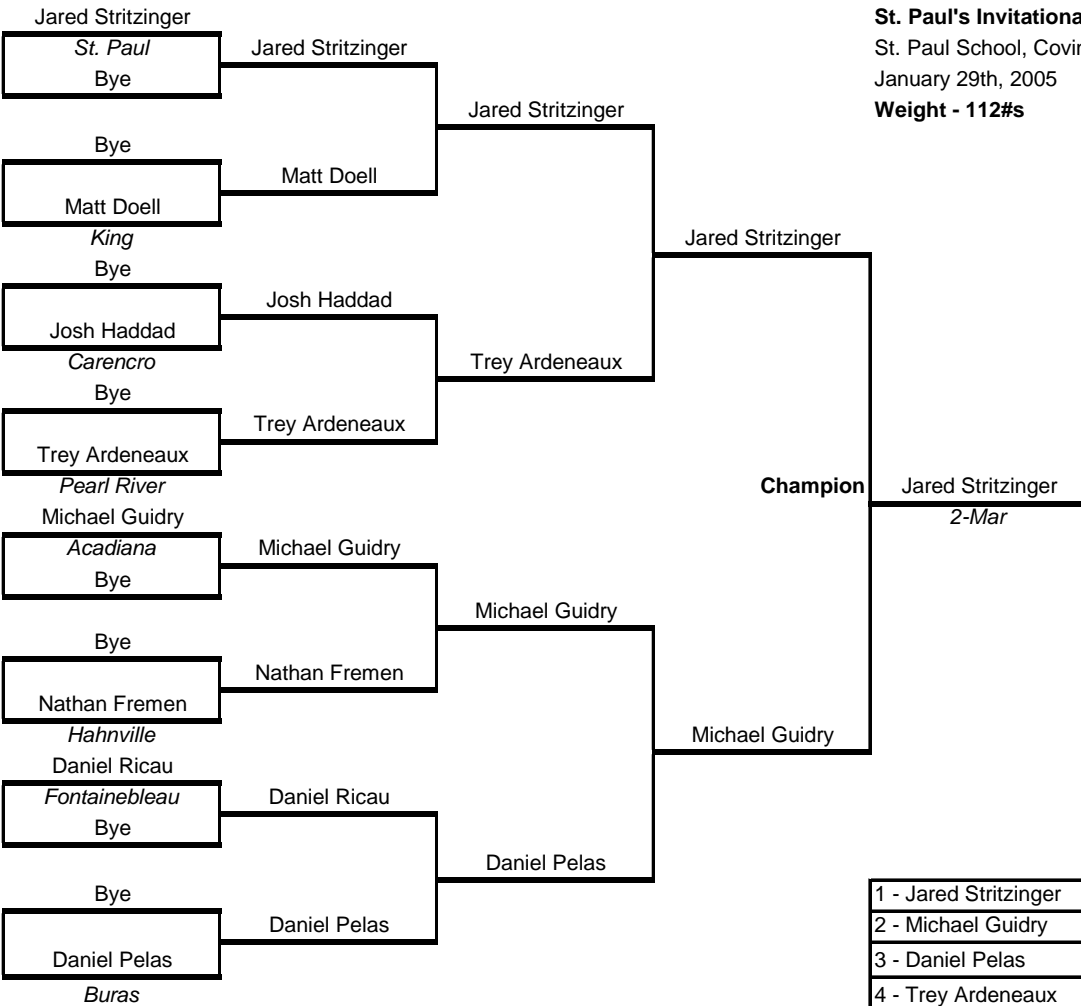 Jared Stritzinger
St. Paul
Bye
Bye
Matt Doell
King
Bye
Josh Haddad
Carencro
Bye
Trey Ardeneaux
Pearl River
Michael Guidry
Acadiana
Bye
Bye
Nathan Fremen
Hahnville
Daniel Ricau
Fontainebleau
Bye
Bye
Daniel Pelas
Buras
Jared Stritzinger
Matt Doell
Josh Haddad
Trey Ardeneaux
Michael Guidry
Nathan Fremen
Daniel Ricau
Daniel Pelas
Jared Stritzinger
Trey Ardeneaux
Michael Guidry
Daniel Pelas
Jared Stritzinger
Michael Guidry
Champion
Jared Stritzinger
2-Mar
St. Paul's
St. Paul School,
January 29th, 2005
Weight - 112#s
1 - Jared Stritzinger
2 - Michael Guidry
3 - Daniel Pelas
4 - Trey Ardeneaux